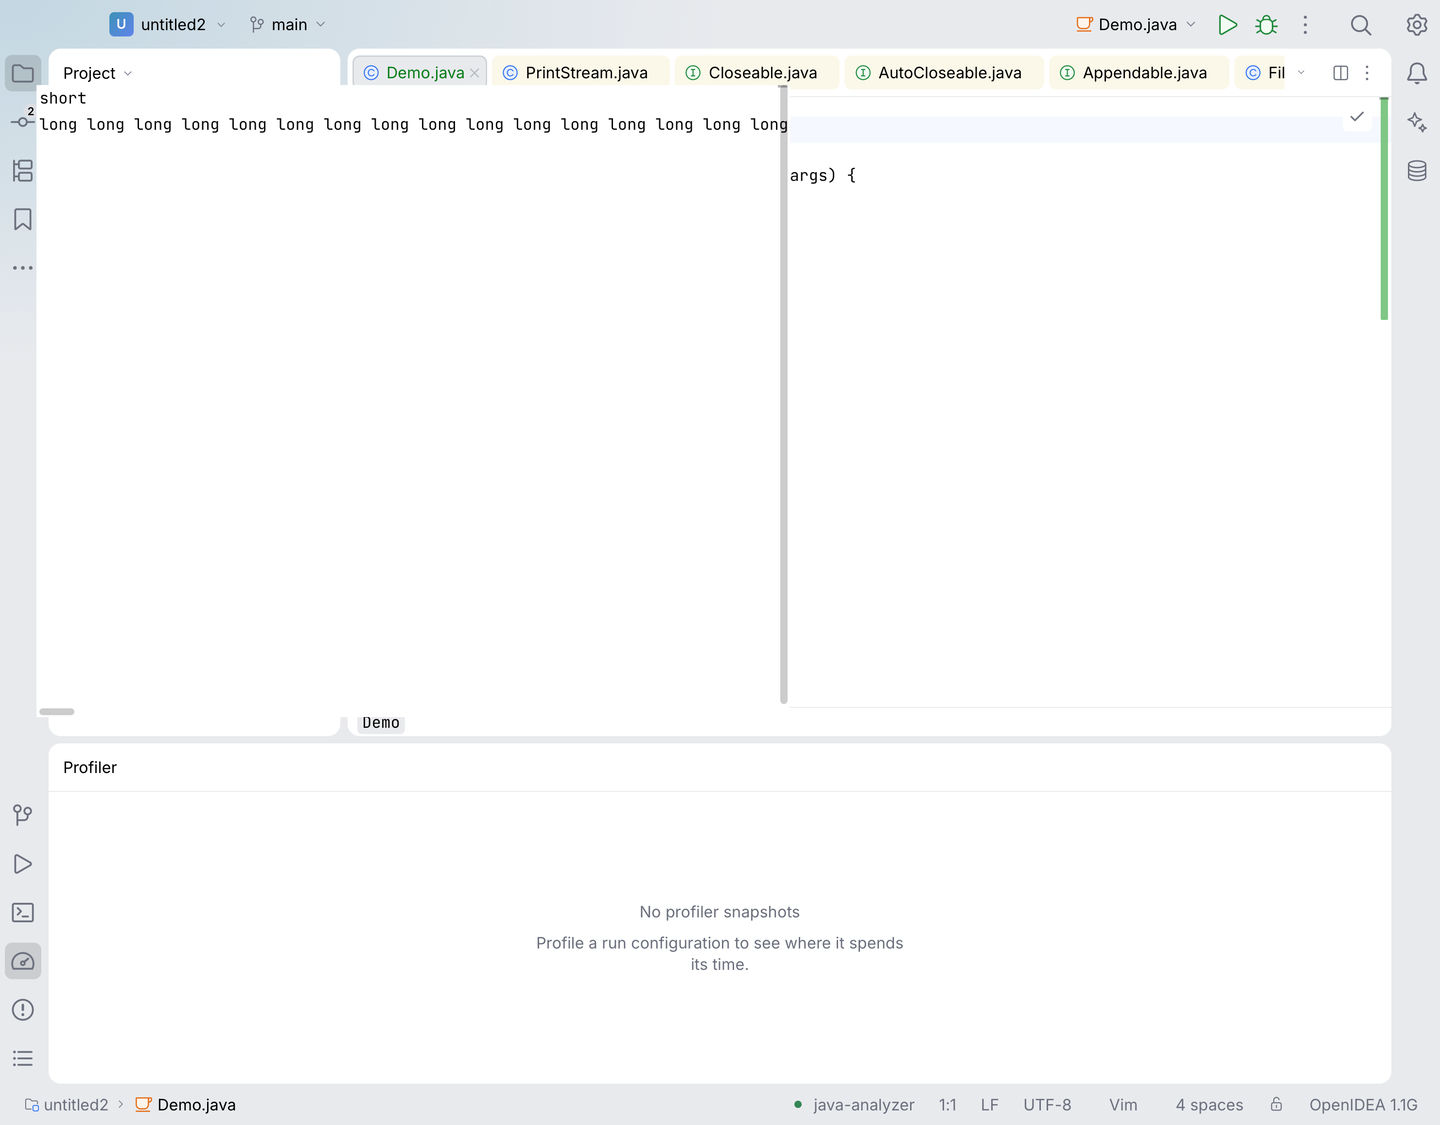 U untitled2 main Demo.java
Project
Demo.java PrintStream.java Closeable.java AutoCloseable.java Appendable.java Fil
short
2
long long long long long long long long long long long long long long long long
args) {
Demo
Profiler
No profiler snapshots
Profile a run configuration to see where it spends
its time.
untitled2 > Demo.java java-analyzer 1:1 LF UTF-8 Vim 4 spaces OpenIDEA 1.1G